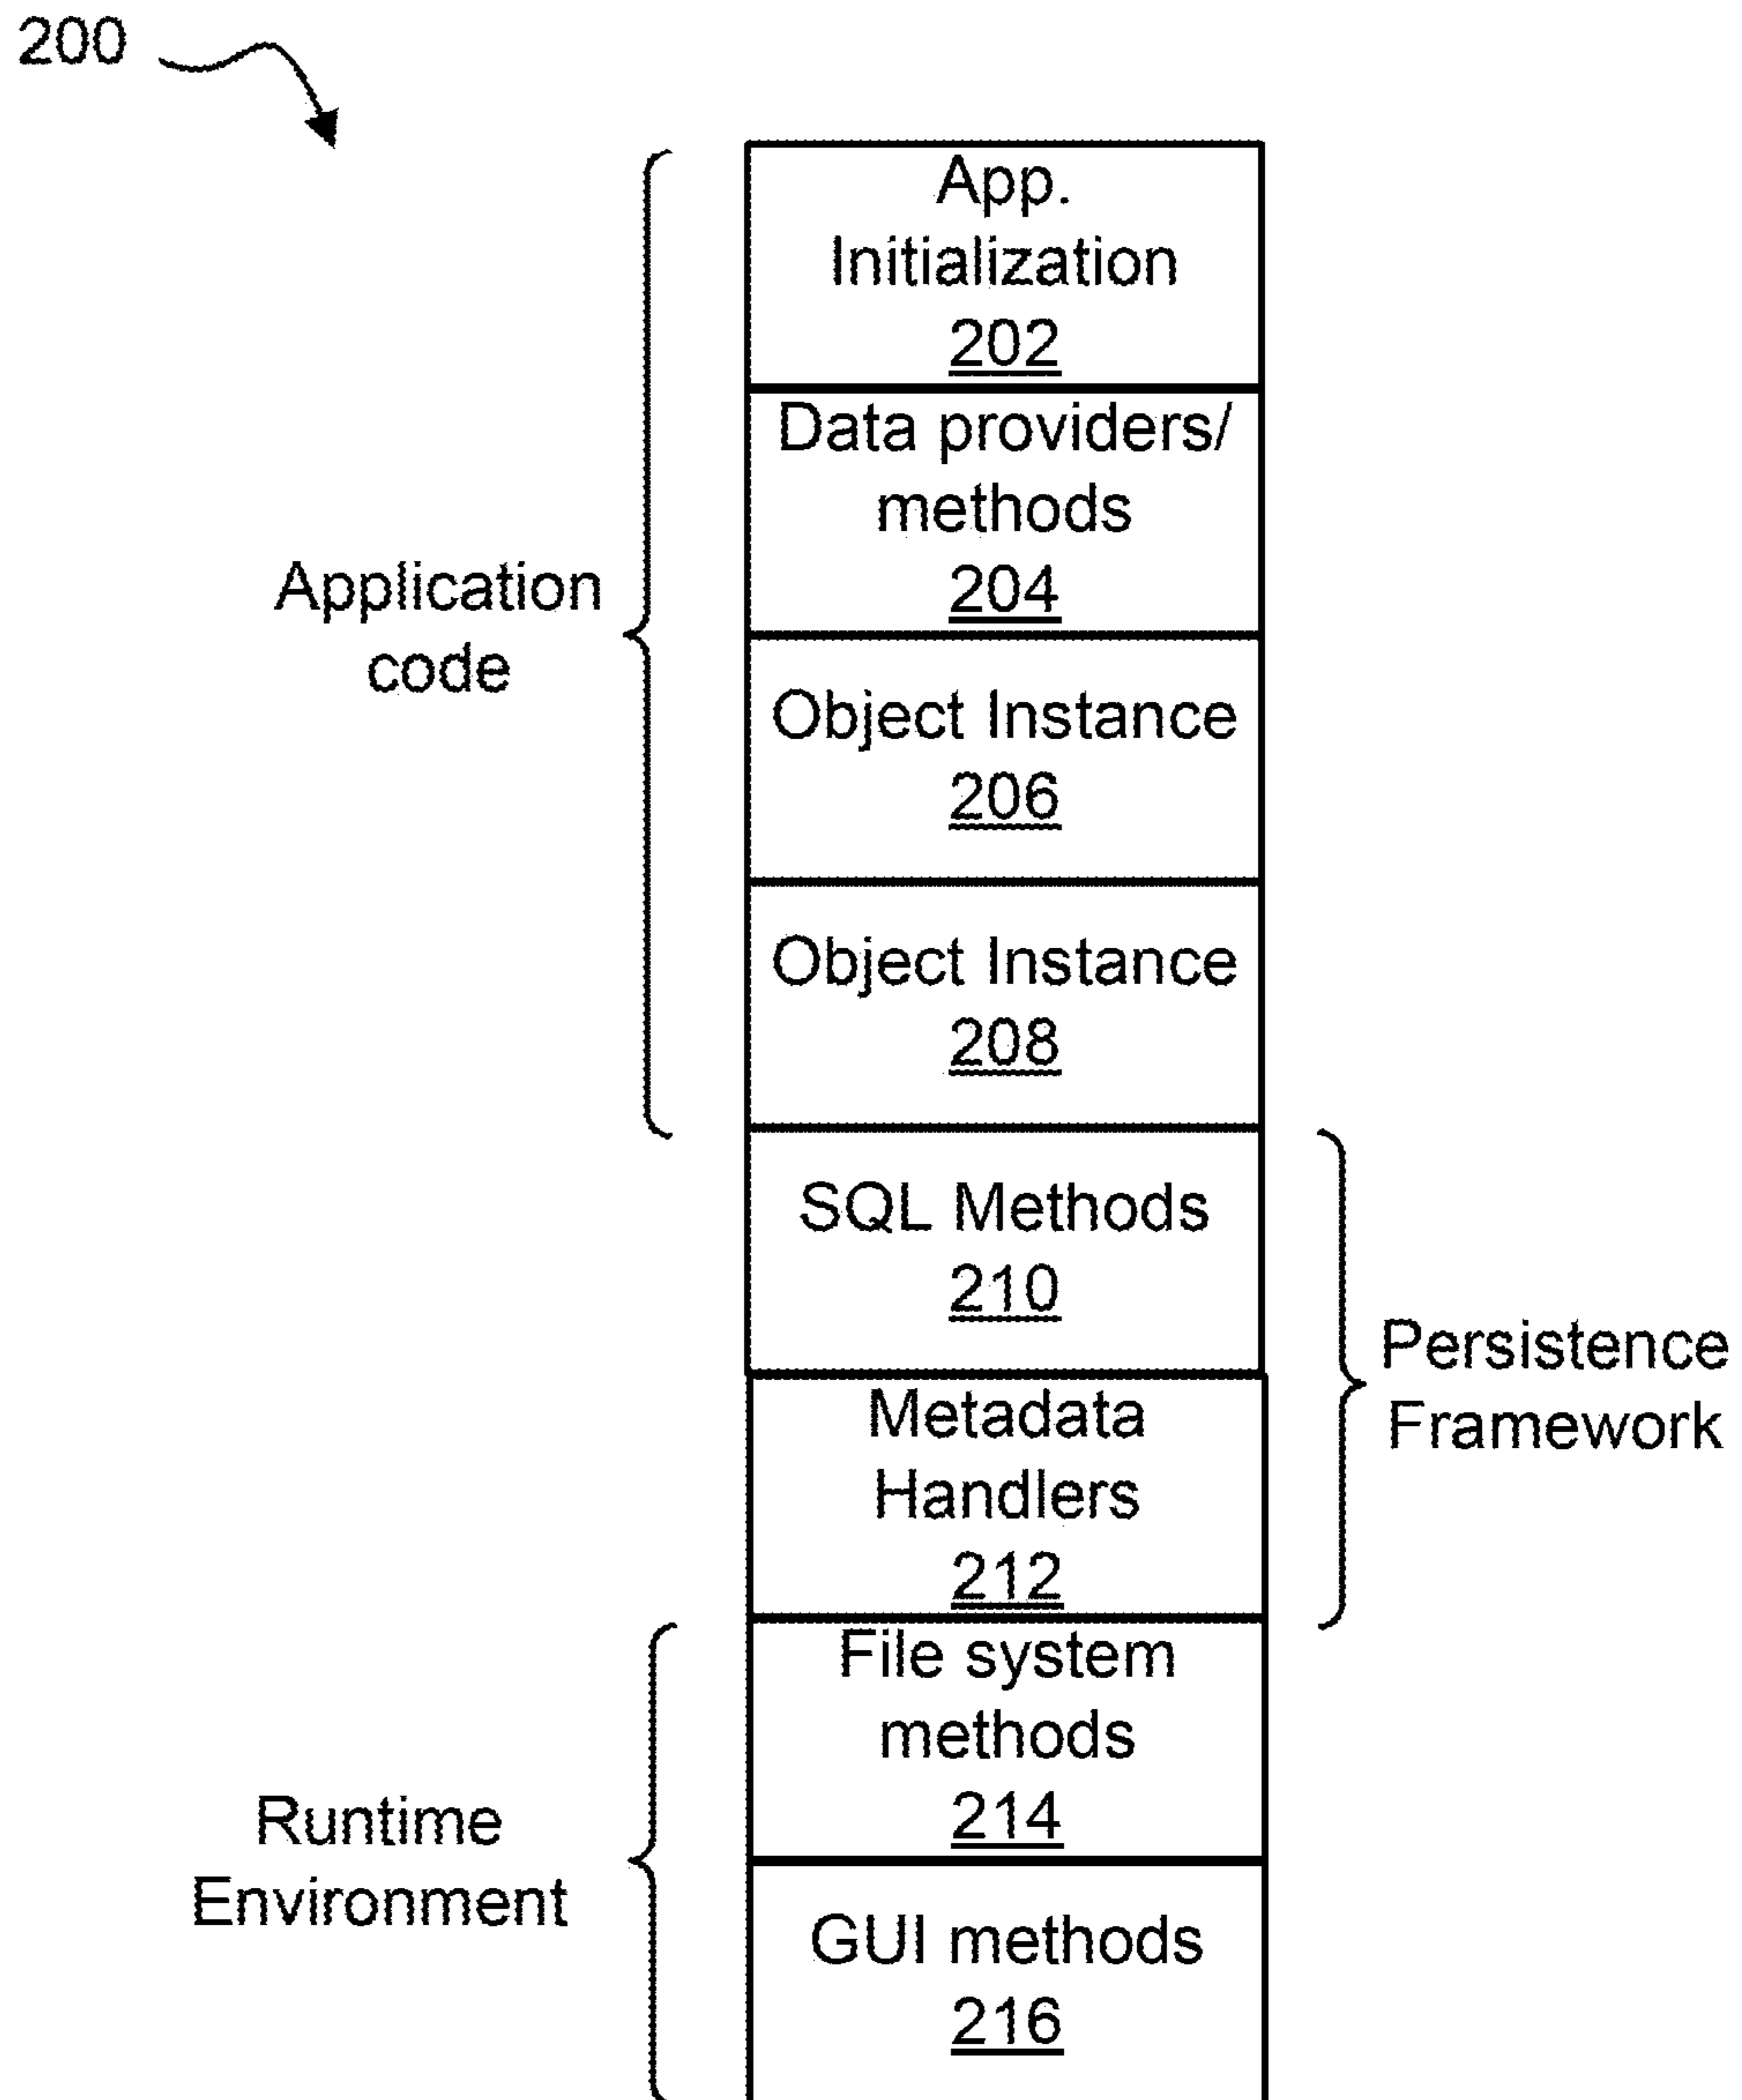 200
App.
Initialization
202
Data providers/
methods
204
Application
code
Object Instance
206
Object Instance
208
SQL Methods
210
Persistence
Framework
Metadata
Handlers
212
File system
methods
214
Runtime
Environment
GUI methods
216